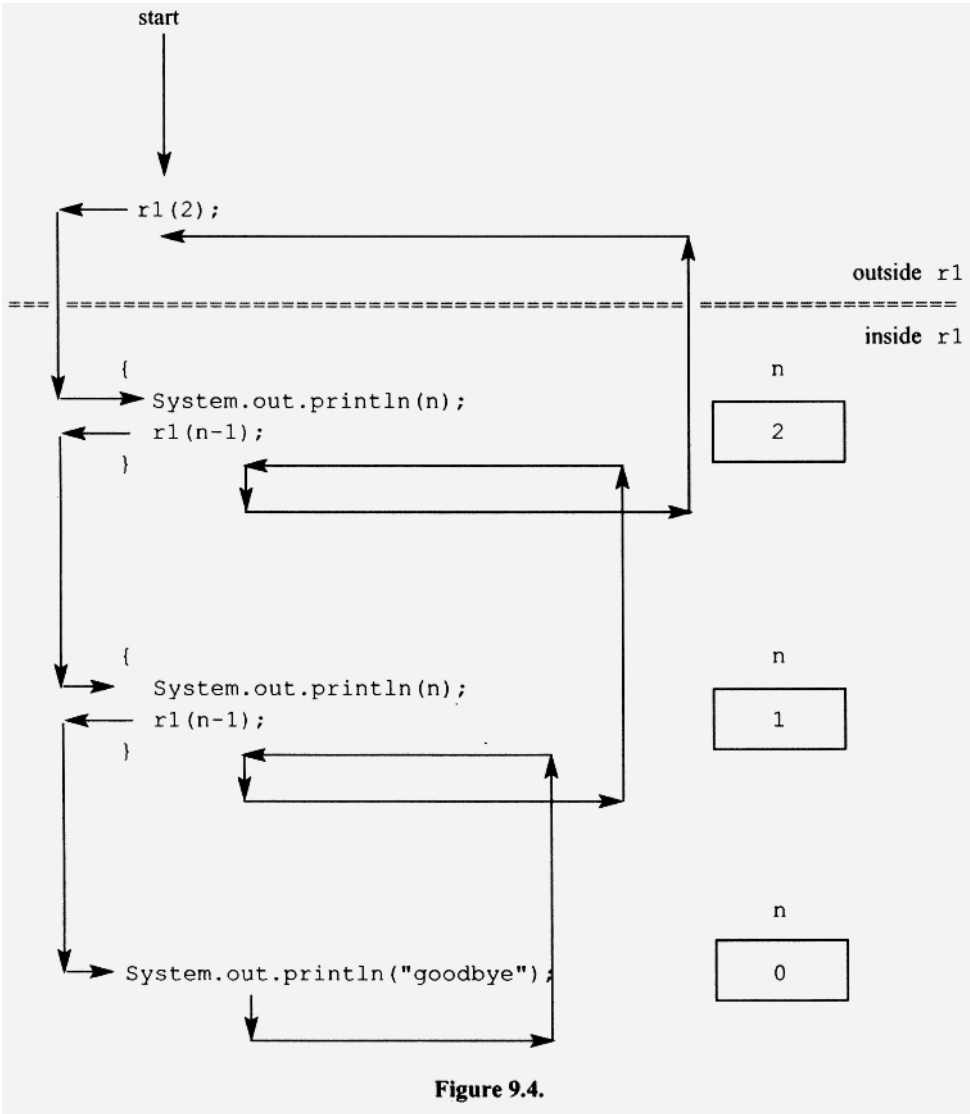 start
r1(2);
outside r1
inside r1
{
n
System.out.println(n);
r1(n-1);
2
}
{
n
System.out.println(n);
r1(n-1);
1
}
n
System.out.println("goodbye");
0
Figure 9.4.